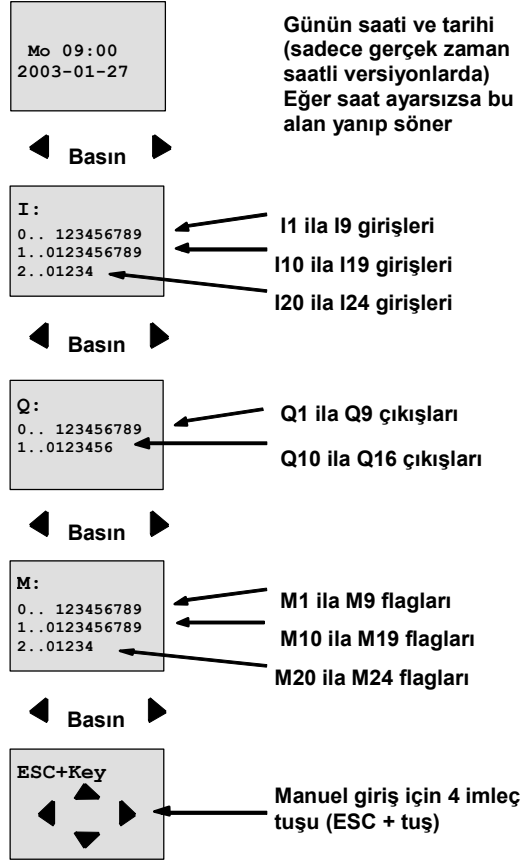 Mo 09:00
2003-01-27
Günün saati ve tarihi
(sadece gerçek zaman
saatli versiyonlarda)
Eğer saat ayarsızsa bu
alan yanıp söner
Basın
I:
0.. 123456789
1..0123456789
2..01234
I1 ila I9 girişleri
I10 ila I19 girişleri
I20 ila I24 girişleri
Basın
Q:
0.. 123456789
1..0123456
Q1 ila Q9 çıkışları
Q10 ila Q16 çıkışları
Basın
M:
0.. 123456789
1..0123456789
2..01234
M1 ila M9 flagları
M10 ila M19 flagları
M20 ila M24 flagları
Basın
ESC+Key
Manuel giriş için 4 imleç
tuşu (ESC + tuş)